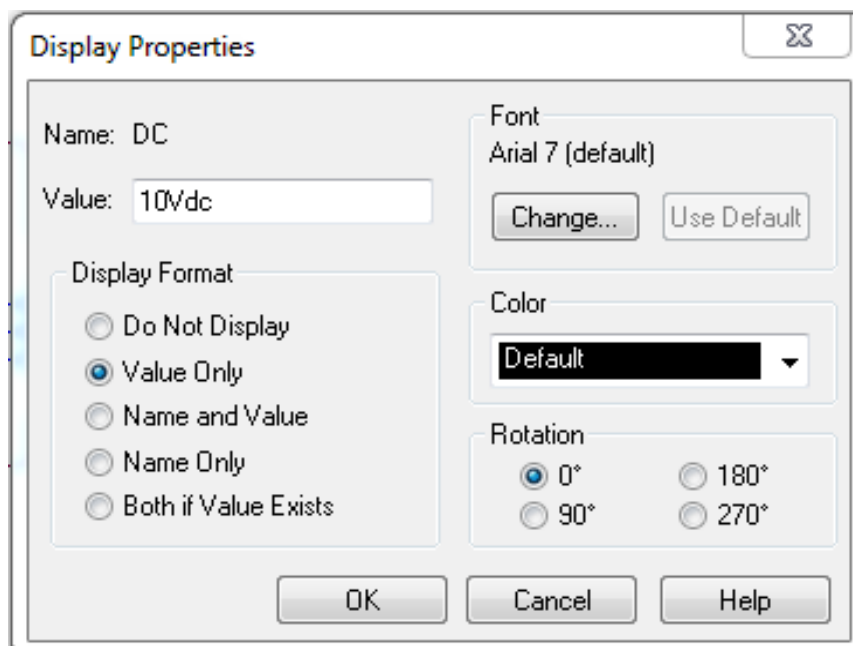 Display Properties
Name: DC
Value: 10Vdc
Display Format
Do Not Display
Value Only
Name and Value
Name Only
Both if Value Exists
Font
Arial 7 (default)
Change... Use Default
Color
Default
Rotation
0° 180°
90° 270°
OK Cancel Help